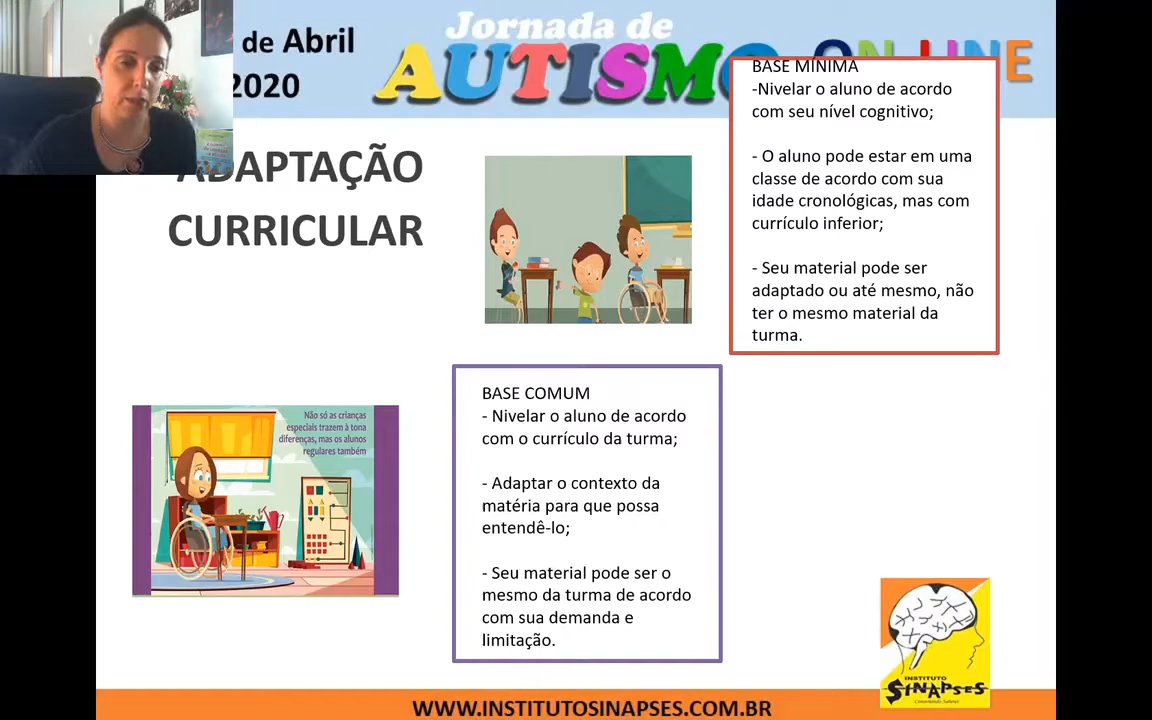 de Abril
2020
Jornada de
AUTISMO ON LINE
ADAPTAÇÃO
CURRICULAR
BASE MÍNIMA
-Nivelar o aluno de acordo
com seu nível cognitivo;
- O aluno pode estar em uma
classe de acordo com sua
idade cronológicas, mas com
currículo inferior;
- Seu material pode ser
adaptado ou até mesmo, não
ter o mesmo material da
turma.
BASE COMUM
- Nivelar o aluno de acordo
com o currículo da turma;
- Adaptar o contexto da
matéria para que possa
entendê-lo;
- Seu material pode ser o
mesmo da turma de acordo
com sua demanda e
limitação.
Não só as crianças
especiais trazem à tona
diferenças, mas os alunos
regulares também
INSTITUTO
SINAPSES
Conectando Saberes
WWW.INSTITUTOSINAPSES.COM.BR